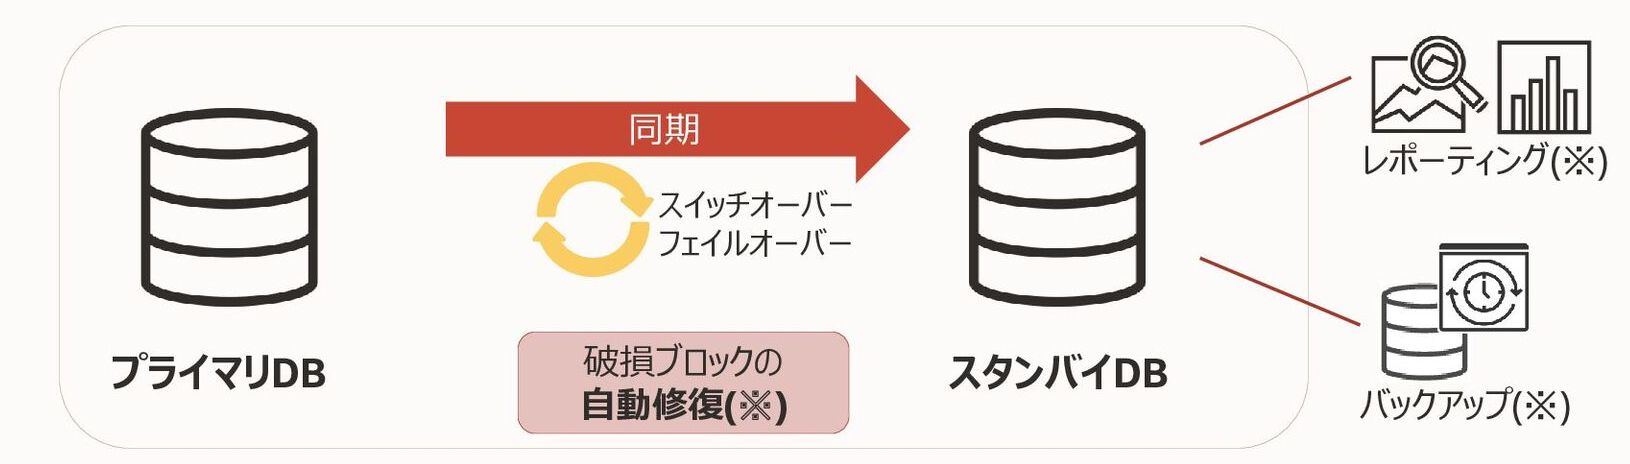 同期
スイッチオーバー
フェイルオーバー
プライマリDB
破損ブロックの
自動修復(※)
スタンバイDB
レポーティング(※)
バックアップ(※)